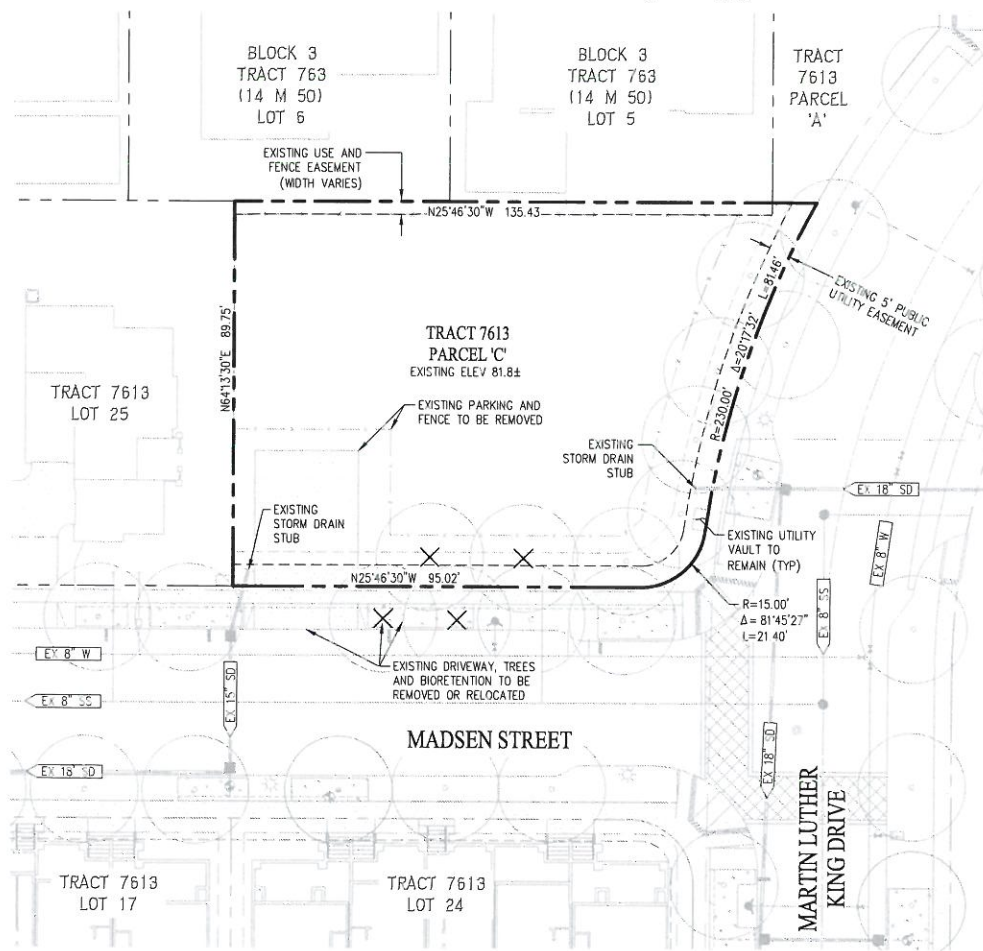 BLOCK 3
TRACT 763
(14 M 50)
LOT 6
BLOCK 3
TRACT 763
(14 M 50)
LOT 5
TRACT
7613
PARCEL
'A'
EXISTING USE AND
FENCE EASEMENT
(WIDTH VARIES)
N25°46'30"W 135.43
N64°13'30"E 89.75'
TRACT 7613
PARCEL 'C'
EXISTING ELEV 81.8±
L=81.46'
Δ=20°17'32"
R=230.00'
EXISTING 5' PUBLIC
UTILITY EASEMENT
TRACT 7613
LOT 25
EXISTING PARKING AND
FENCE TO BE REMOVED
EXISTING
STORM DRAIN
STUB
EX 18" SD
EXISTING
STORM DRAIN
STUB
EXISTING UTILITY
VAULT TO
REMAIN (TYP)
EX 8" W
EX 8" SS
N25°46'30"W 95.02'
R=15.00'
Δ= 81°45'27"
L=21.40'
EX 8" W
EX 8" SS
EX 15" SD
EX 18" SD
EXISTING DRIVEWAY, TREES
AND BIORETENTION TO BE
REMOVED OR RELOCATED
MADSEN STREET
EX 18" SD
MARTIN LUTHER
KING DRIVE
TRACT 7613
LOT 17
TRACT 7613
LOT 24